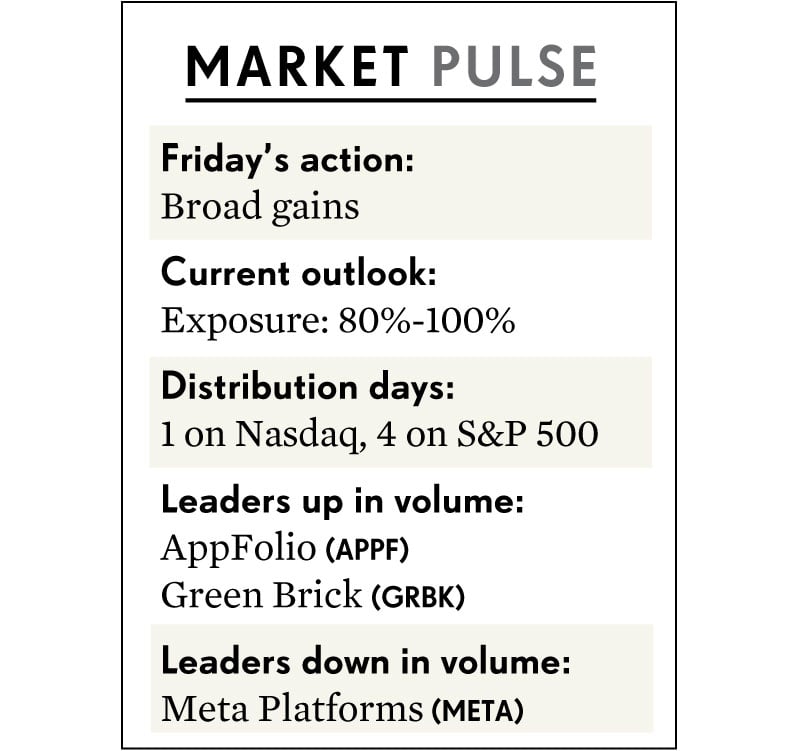 MARKET PULSE
Friday's action:
Broad gains
Current outlook:
Exposure: 80%-100%
Distribution days:
1 on Nasdaq, 4 on S&P 500
Leaders up in volume:
AppFolio (APPF)
Green Brick (GRBK)
Leaders down in volume:
Meta Platforms (META)